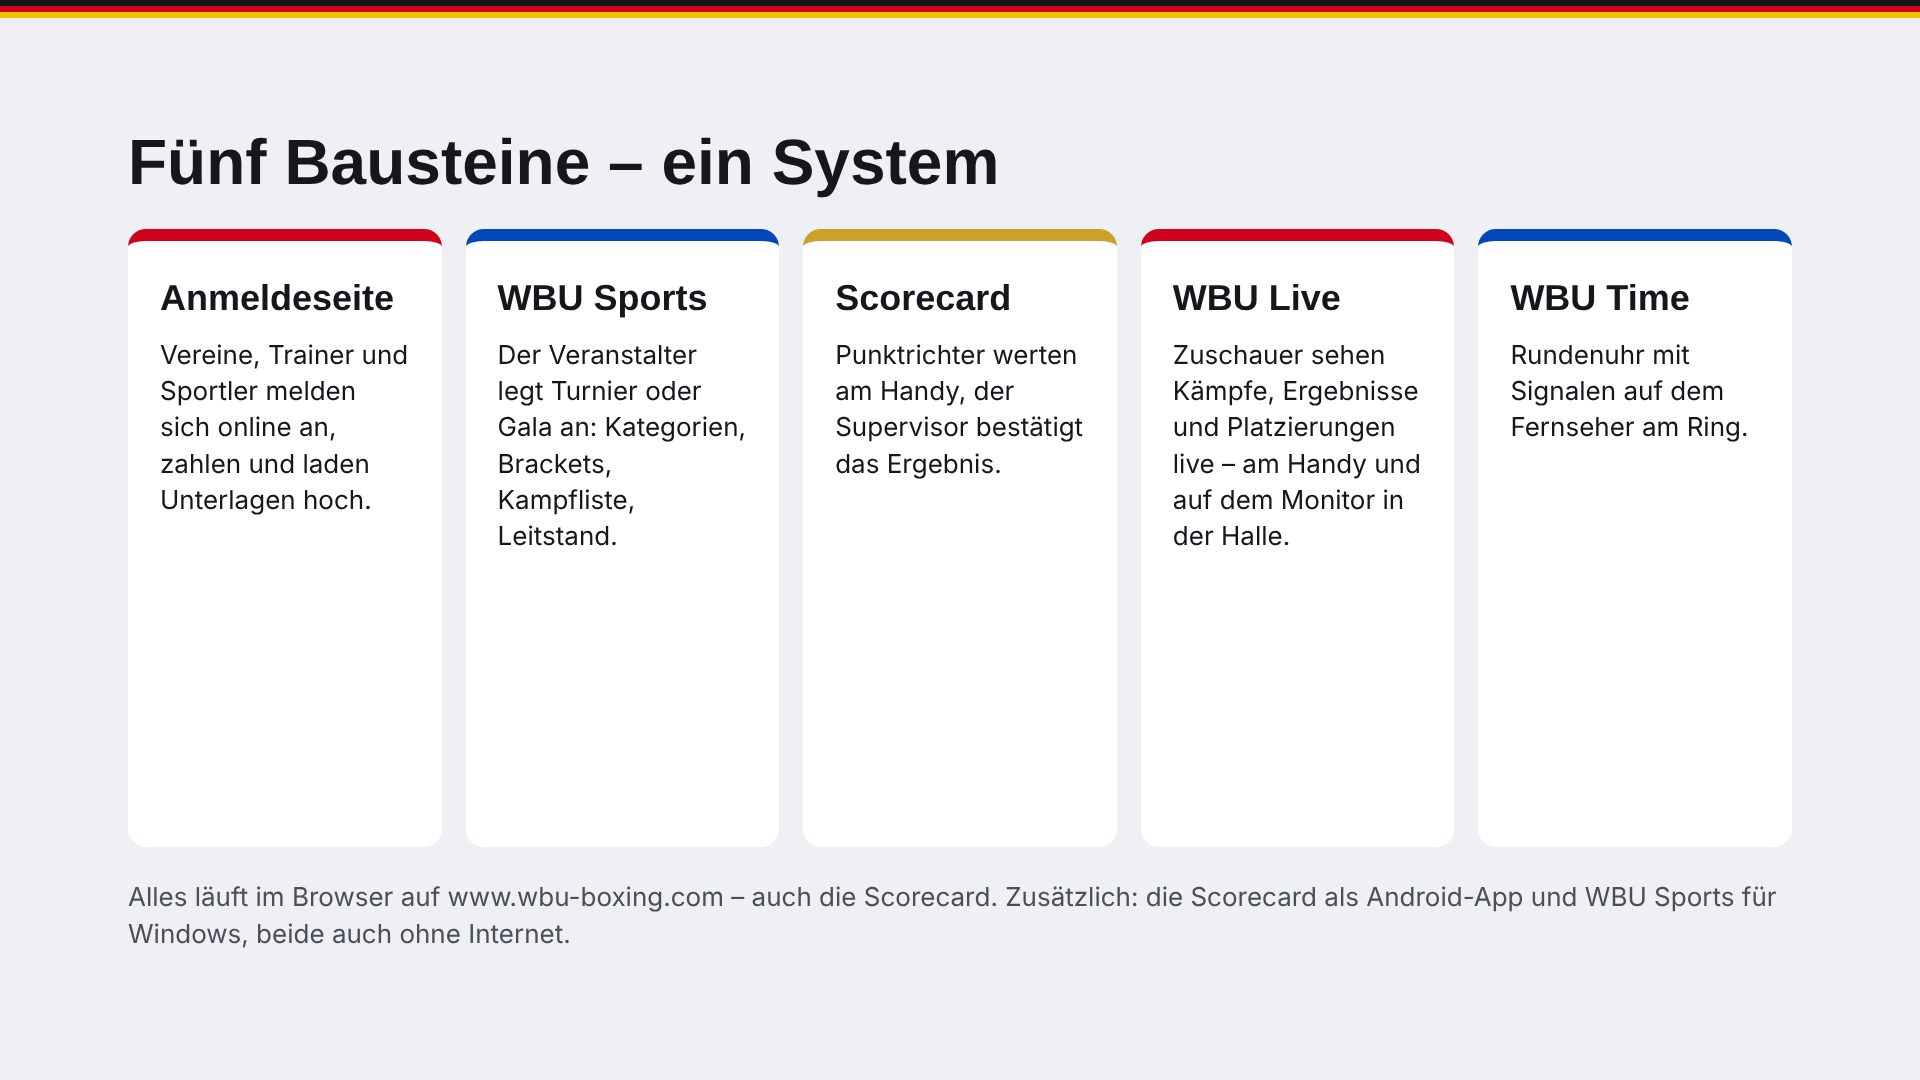 Fünf Bausteine – ein System
Anmeldeseite
Vereine, Trainer und
Sportler melden
sich online an,
zahlen und laden
Unterlagen hoch.
WBU Sports
Der Veranstalter
legt Turnier oder
Gala an: Kategorien,
Brackets,
Kampfliste,
Leitstand.
Scorecard
Punktrichter werten
am Handy, der
Supervisor bestätigt
das Ergebnis.
WBU Live
Zuschauer sehen
Kämpfe, Ergebnisse
und Platzierungen
live – am Handy und
auf dem Monitor in
der Halle.
WBU Time
Rundenuhr mit
Signalen auf dem
Fernseher am Ring.
Alles läuft im Browser auf www.wbu-boxing.com – auch die Scorecard. Zusätzlich: die Scorecard als Android-App und WBU Sports für
Windows, beide auch ohne Internet.